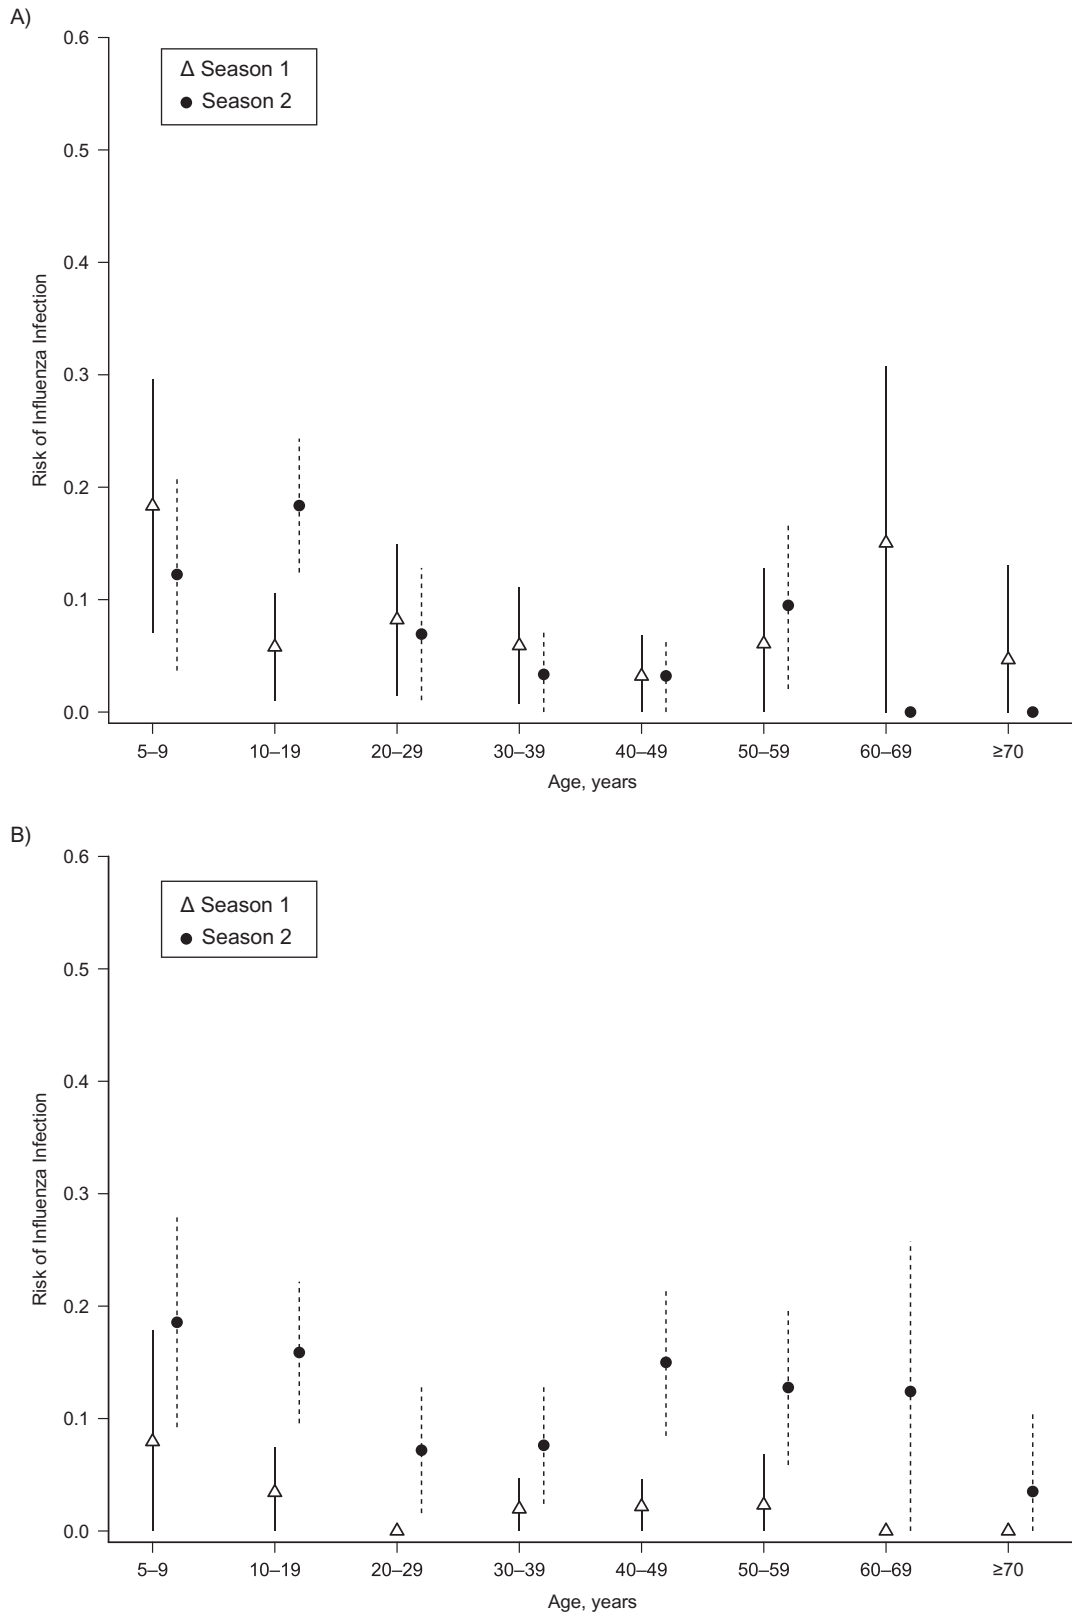 A)
0.6
0.5
0.4
0.3
0.2
0.1
0.0
Risk of Influenza Infection
Δ Season 1
● Season 2
5–9 10–19 20–29 30–39 40–49 50–59 60–69 ≥70
Age, years
B)
0.6
0.5
0.4
0.3
0.2
0.1
0.0
Risk of Influenza Infection
Δ Season 1
● Season 2
5–9 10–19 20–29 30–39 40–49 50–59 60–69 ≥70
Age, years